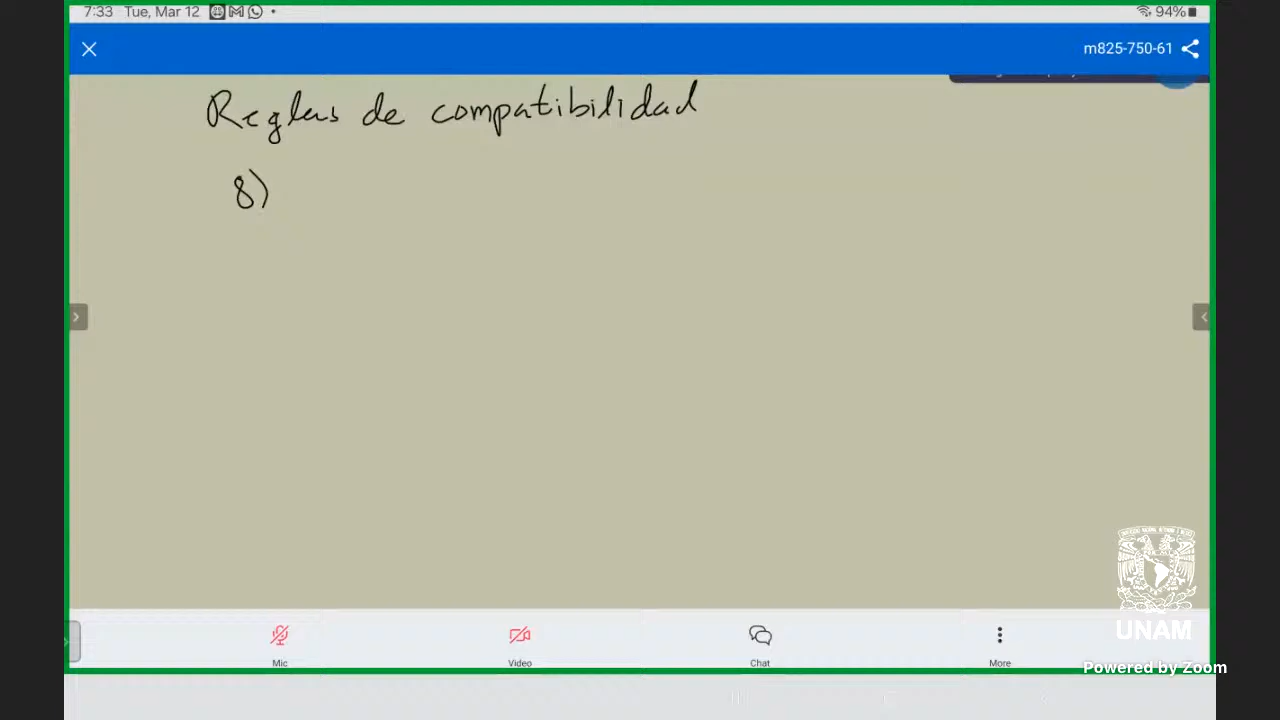 7:33 Tue, Mar 12
94%
m825-750-61
Reglas de compatibilidad
8)
UNAM
Mic
Video
Chat
More
Powered by Zoom